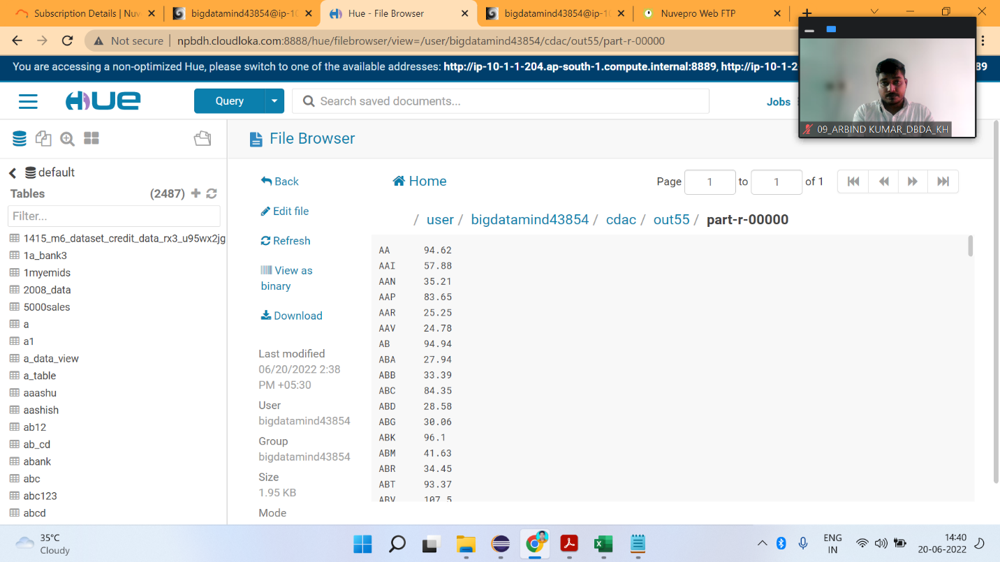 Subscription Details | Nuv
bigdatamind43854@ip-1
Hue - File Browser
bigdatamind43854@ip-10
Nuvepro Web FTP
Not secure | npbdh.cloudloka.com:8888/hue/filebrowser/view=/user/bigdatamind43854/cdac/out55/part-r-00000
You are accessing a non-optimized Hue, please switch to one of the available addresses: http://ip-10-1-1-204.ap-south-1.compute.internal:8889, http://ip-10-1-2
89
09_ARBIND KUMAR_DBDA_KH
HUE
Query
Search saved documents...
Jobs
File Browser
default
Tables (2487)
Filter...
1415_m6_dataset_credit_data_rx3_u95wx2jg
1a_bank3
1myemids
2008_data
5000sales
a
a1
a_data_view
a_table
aaashu
aashish
ab12
ab_cd
abank
abc
abc123
abcd
Back
Edit file
Refresh
View as
binary
Download
Last modified
06/20/2022 2:38
PM +05:30
User
bigdatamind43854
Group
bigdatamind43854
Size
1.95 KB
Mode
Home
Page 1 to 1 of 1
/ user / bigdatamind43854 / cdac / out55 / part-r-00000
AA 94.62
AAI 57.88
AAN 35.21
AAP 83.65
AAR 25.25
AAV 24.78
AB 94.94
ABA 27.94
ABB 33.39
ABC 84.35
ABD 28.58
ABG 30.06
ABK 96.1
ABM 41.63
ABR 34.45
ABT 93.37
ABV 107.5
35°C
Cloudy
ENG
IN
14:40
20-06-2022